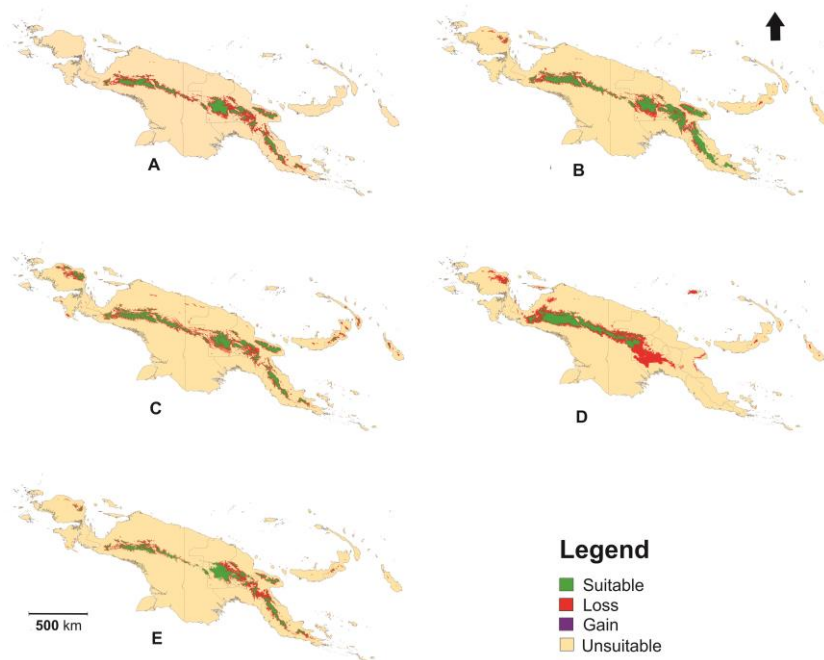 A
B
C
D
E
500 km
Legend
Suitable
Loss
Gain
Unsuitable